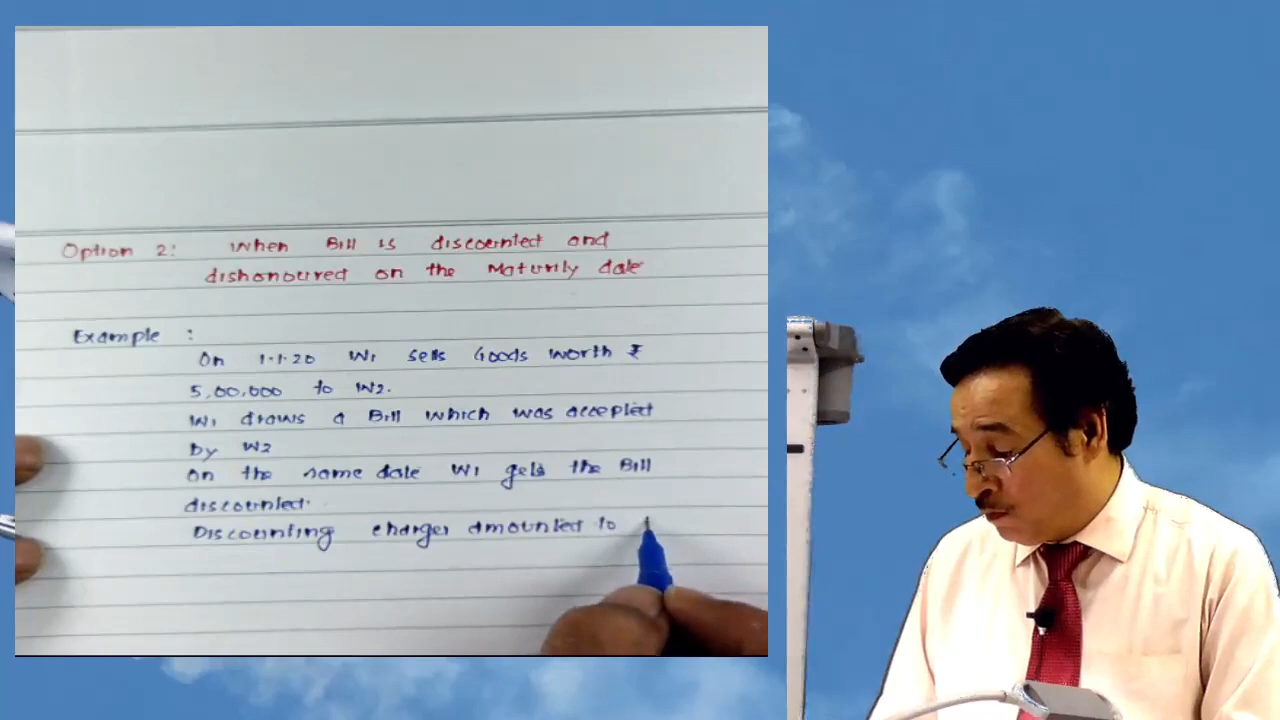 Option 2: When Bill is discounted and
dishonoured on the Maturity date
Example :
On 1.1.20 W1 sells Goods worth ₹
5,00,000 to W2.
W1 draws a Bill which was accepted
by W2
on the same date W1 gets the Bill
discounted.
Discounting charges amounted to